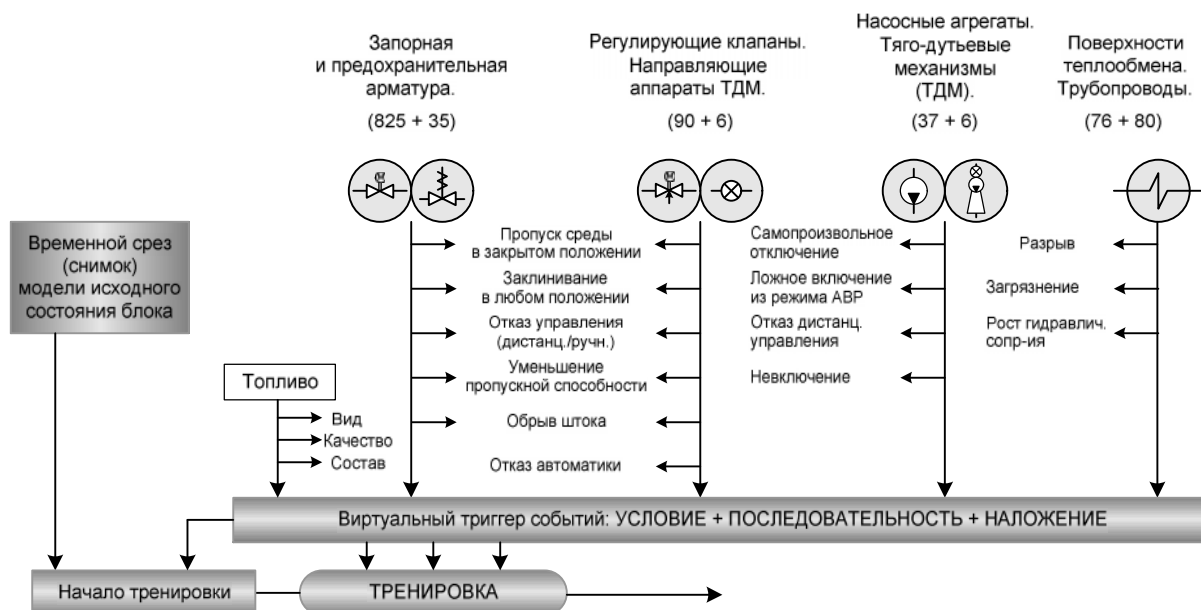 Запорная
и предохранительная
арматура.
(825 + 35)
Регулирующие клапаны.
Направляющие
аппараты ТДМ.
(90 + 6)
Насосные агрегаты.
Тяго-дутьевые
механизмы
(ТДМ).
(37 + 6)
Поверхности
теплообмена.
Трубопроводы.
(76 + 80)
Временной срез
(снимок)
модели исходного
состояния блока
Топливо
Вид
Качество
Состав
Пропуск среды
в закрытом положении
Заклинивание
в любом положении
Отказ управления
(дистанц./ручн.)
Уменьшение
пропускной способности
Обрыв штока
Отказ автоматики
Самопроизвольное
отключение
Ложное включение
из режима АВР
Отказ дистанц.
управления
Невключение
Разрыв
Загрязнение
Рост гидравлич.
сопр-ия
Виртуальный триггер событий: УСЛОВИЕ + ПОСЛЕДОВАТЕЛЬНОСТЬ + НАЛОЖЕНИЕ
Начало тренировки
ТРЕНИРОВКА